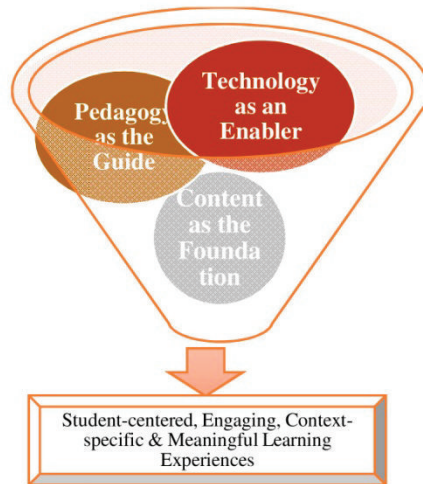 Technology
as an
Enabler
Pedagogy
as the
Guide
Content
as the
Founda
tion
Student-centered, Engaging, Context-
specific & Meaningful Learning
Experiences